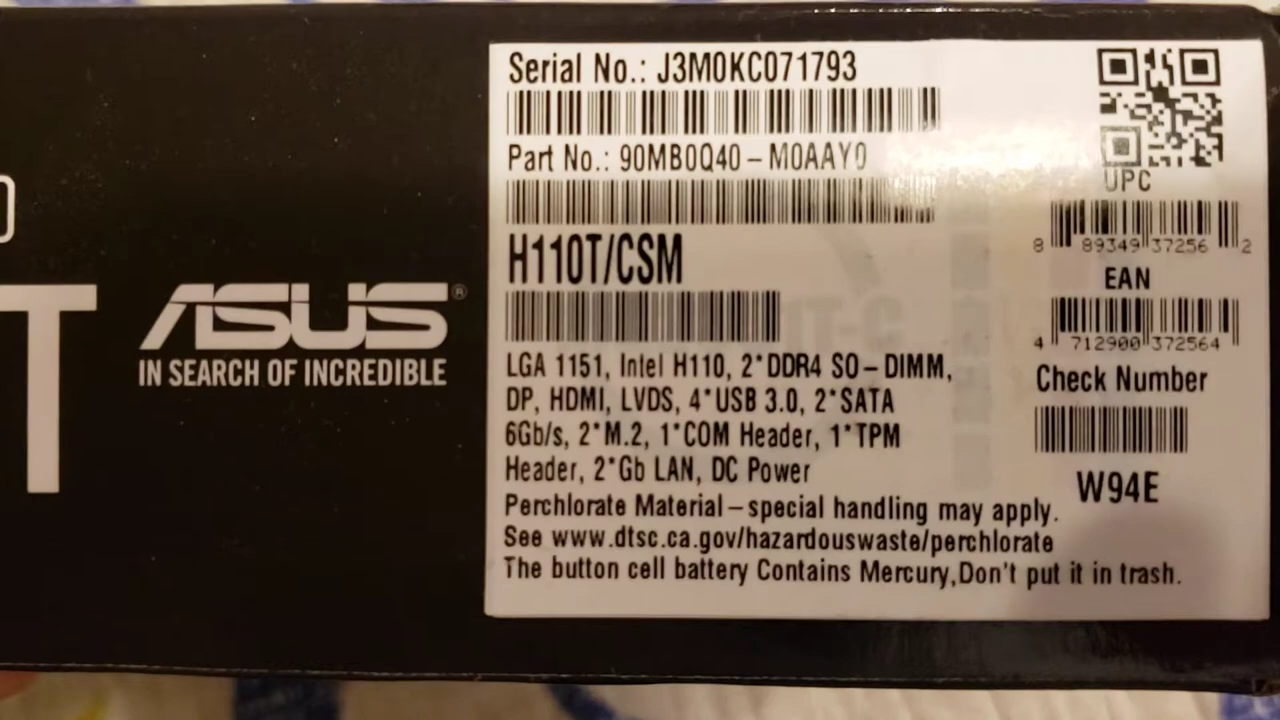 Serial No.: J3M0KC071793
Part No.: 90MB0Q40-M0AAY0
UPC
8 89349 37256 2
H110T/CSM
EAN
4 712900 372564
T
ASUS®
IN SEARCH OF INCREDIBLE
LGA 1151, Intel H110, 2*DDR4 SO-DIMM,
DP, HDMI, LVDS, 4*USB 3.0, 2*SATA
6Gb/s, 2*M.2, 1*COM Header, 1*TPM
Header, 2*Gb LAN, DC Power
Check Number
W94E
Perchlorate Material-special handling may apply.
See www.dtsc.ca.gov/hazardouswaste/perchlorate
The button cell battery Contains Mercury,Don't put it in trash.